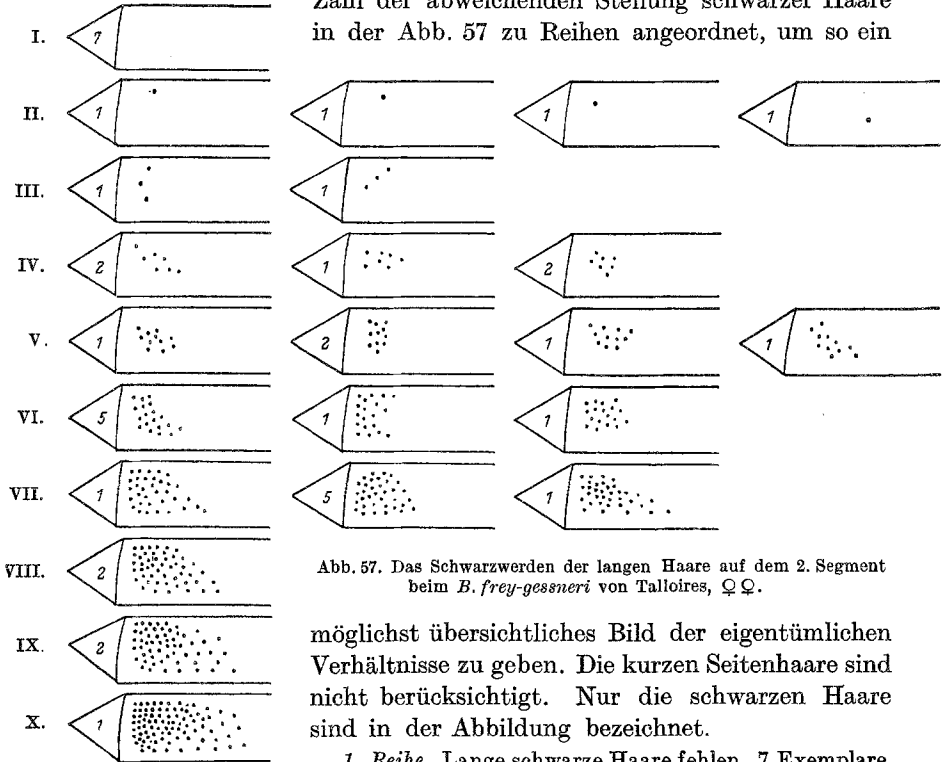 Zahl der abweichenden Stellung schwarzer Haare
in der Abb. 57 zu Reihen angeordnet, um so ein
I. 7
II. 1 1 1 1
III. 1 1
IV. 2 1 2
V. 1 2 1 1
VI. 5 1 1
VII. 1 5 1
VIII. 2
IX. 2
X. 1
Abb. 57. Das Schwarzwerden der langen Haare auf dem 2. Segment
beim B. frey-gessneri von Talloires, ♀♀.
möglichst übersichtliches Bild der eigentümlichen
Verhältnisse zu geben. Die kurzen Seitenhaare sind
nicht berücksichtigt. Nur die schwarzen Haare
sind in der Abbildung bezeichnet.
1. Reihe. Lange schwarze Haare fehlen. 7 Exemplare.